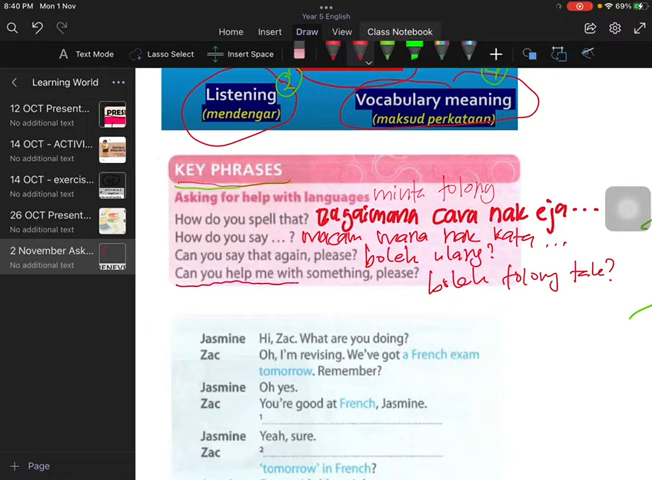 8:40 PM Mon 1 Nov
69%
Year 5 English
Home Insert Draw View Class Notebook
Text Mode Lasso Select Insert Space
Learning World
12 OCT Present...
No additional text
14 OCT - ACTIVI...
No additional text
14 OCT - exercis...
No additional text
26 OCT Present...
No additional text
2 November Ask...
No additional text
Page
2
Listening
(mendengar)
Vocabulary meaning
(maksud perkataan)
KEY PHRASES
Asking for help with languages minta tolong
How do you spell that? Bagaimana cara nak eja...
How do you say ... ? macam mana nak kata ...
Can you say that again, please? boleh ulang?
Can you help me with something, please? boleh tolong tak?
Jasmine Hi, Zac. What are you doing?
Zac Oh, I'm revising. We've got a French exam
tomorrow. Remember?
Jasmine Oh yes.
Zac You're good at French, Jasmine.
1
Jasmine Yeah, sure.
Zac 2
'tomorrow' in French?